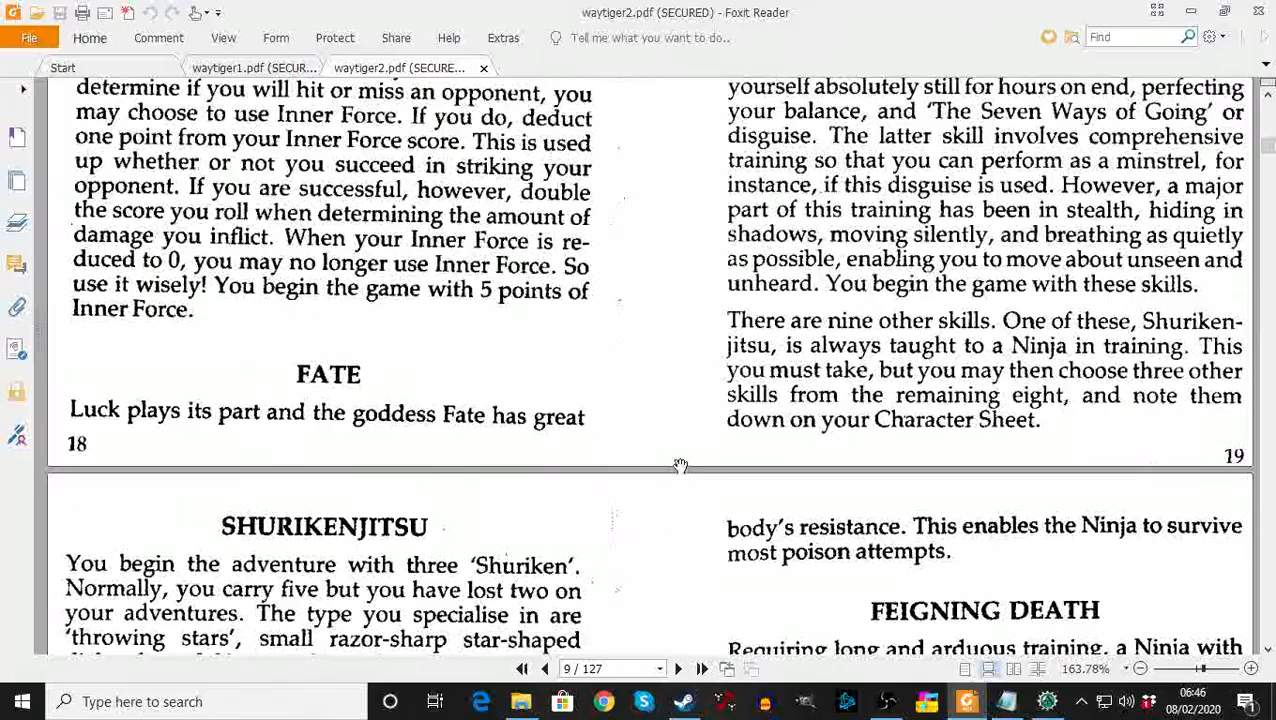 waytiger2.pdf (SECURED) - Foxit Reader
File Home Comment View Form Protect Share Help Extras Tell me what you want to do.. Find
Start waytiger1.pdf (SECUR... waytiger2.pdf (SECURE...
determine if you will hit or miss an opponent, you
may choose to use Inner Force. If you do, deduct
one point from your Inner Force score. This is used
up whether or not you succeed in striking your
opponent. If you are successful, however, double
the score you roll when determining the amount of
damage you inflict. When your Inner Force is re-
duced to 0, you may no longer use Inner Force. So
use it wisely! You begin the game with 5 points of
Inner Force.
FATE
Luck plays its part and the goddess Fate has great
18
yourself absolutely still for hours on end, perfecting
your balance, and 'The Seven Ways of Going' or
disguise. The latter skill involves comprehensive
training so that you can perform as a minstrel, for
instance, if this disguise is used. However, a major
part of this training has been in stealth, hiding in
shadows, moving silently, and breathing as quietly
as possible, enabling you to move about unseen and
unheard. You begin the game with these skills.
There are nine other skills. One of these, Shuriken-
jitsu, is always taught to a Ninja in training. This
you must take, but you may then choose three other
skills from the remaining eight, and note them
down on your Character Sheet.
19
SHURIKENJITSU
You begin the adventure with three 'Shuriken'.
Normally, you carry five but you have lost two on
your adventures. The type you specialise in are
'throwing stars', small razor-sharp star-shaped
body's resistance. This enables the Ninja to survive
most poison attempts.
FEIGNING DEATH
Requiring long and arduous training, a Ninja with
9 / 127
163.78%
Type here to search
06:46
08/02/2020